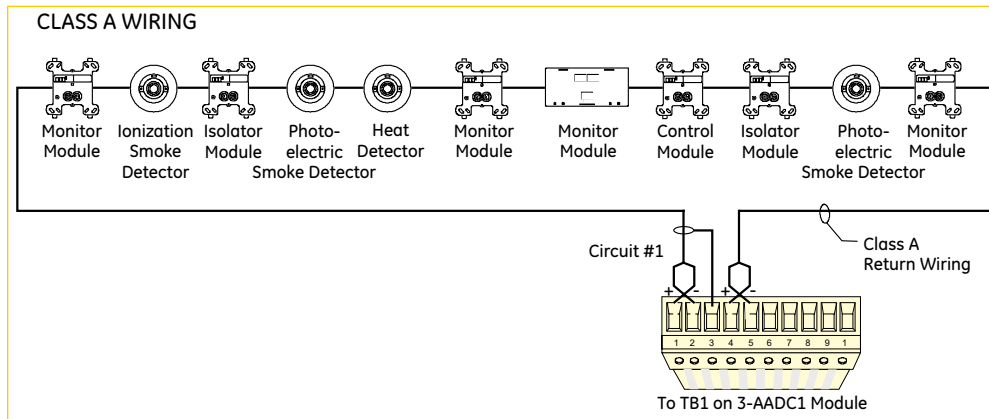 CLASS A WIRING
Monitor
Module
Ionization
Smoke
Detector
Isolator
Module
Photo-
electric
Smoke Detector
Heat
Detector
Monitor
Module
Monitor
Module
Control
Module
Isolator
Module
Photo-
electric
Smoke Detector
Monitor
Module
Circuit #1
Class A
Return Wiring
+ - + -
1 2 3 4 5 6 7 8 9 1
To TB1 on 3-AADC1 Module